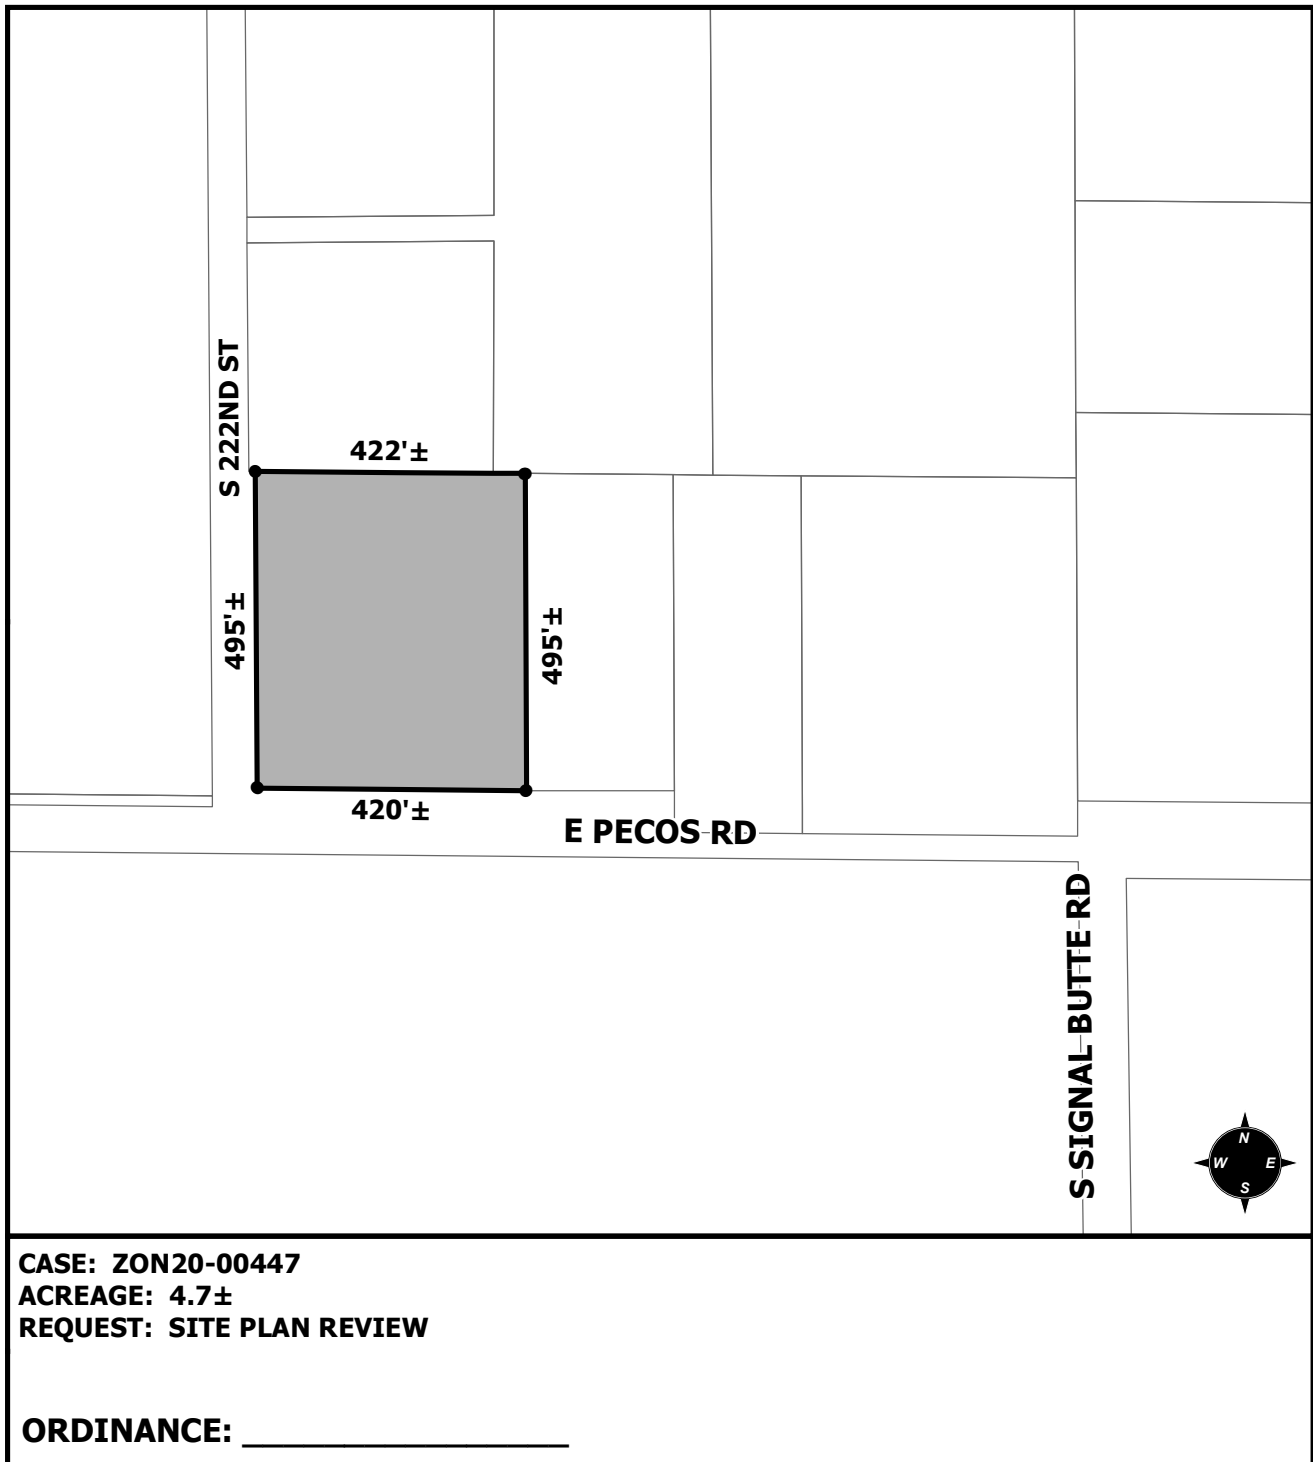 S 222ND ST
422'±
495'±
495'±
420'±
E PECOS RD
S SIGNAL BUTTE RD
N
W E
S
CASE: ZON20-00447
ACREAGE: 4.7±
REQUEST: SITE PLAN REVIEW
ORDINANCE: ____________________